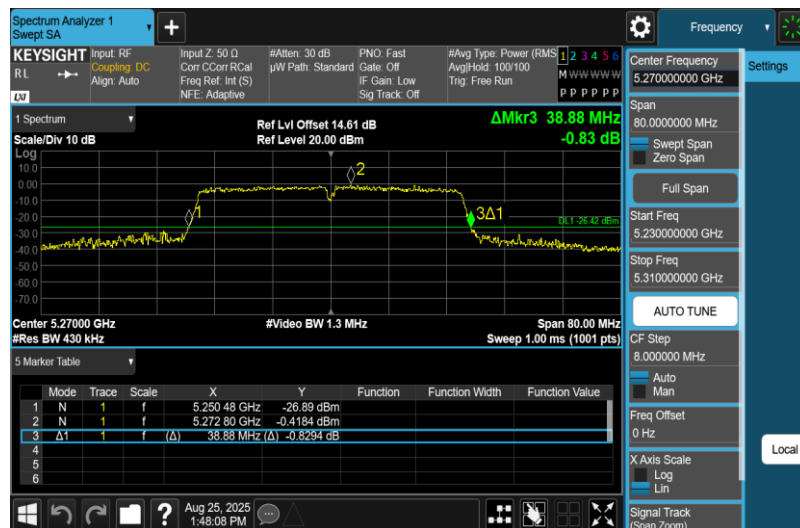 Spectrum Analyzer 1
Swept SA
+
Frequency
KEYSIGHT
RL
LXI
Input: RF
Coupling: DC
Align: Auto
Input Z: 50 Ω
Corr CCorr RCal
Freq Ref: Int (S)
NFE: Adaptive
#Atten: 30 dB
µW Path: Standard
PNO: Fast
Gate: Off
IF Gain: Low
Sig Track: Off
#Avg Type: Power (RMS
Avg|Hold: 100/100
Trig: Free Run
1 2 3 4 5 6
M W W W W W
P P P P P P
1 Spectrum
Scale/Div 10 dB
Ref Lvl Offset 14.61 dB
Ref Level 20.00 dBm
ΔMkr3 38.88 MHz
-0.83 dB
Log
10.0
0.00
-10.0
-20.0
-30.0
-40.0
-50.0
-60.0
-70.0
1
2
3Δ1
DL1 -26.42 dBm
Center 5.27000 GHz
#Res BW 430 kHz
#Video BW 1.3 MHz
Span 80.00 MHz
Sweep 1.00 ms (1001 pts)
5 Marker Table
Mode Trace Scale X Y Function Function Width Function Value
1 N 1 f 5.250 48 GHz -26.89 dBm
2 N 1 f 5.272 80 GHz -0.4184 dBm
3 Δ1 1 f (Δ) 38.88 MHz (Δ) -0.8294 dB
4
5
6
?
Aug 25, 2025
1:48:08 PM
Center Frequency
5.270000000 GHz
Span
80.0000000 MHz
Swept Span
Zero Span
Full Span
Start Freq
5.230000000 GHz
Stop Freq
5.310000000 GHz
AUTO TUNE
CF Step
8.000000 MHz
Auto
Man
Freq Offset
0 Hz
X Axis Scale
Log
Lin
Signal Track
(Span Zoom)
Settings
Local